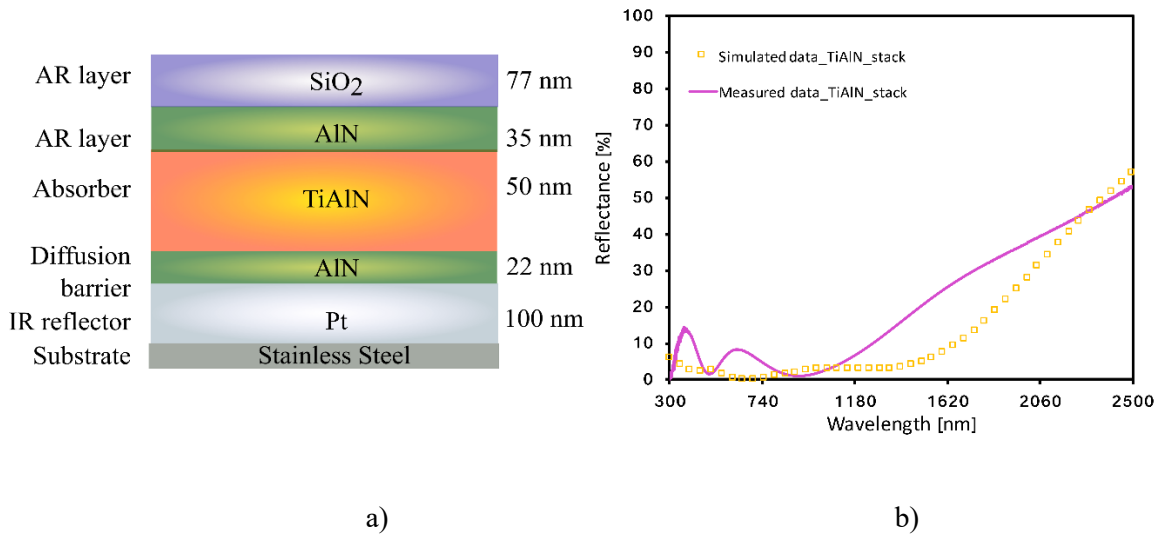 AR layer
SiO2
77 nm
AR layer
AlN
35 nm
Absorber
TiAlN
50 nm
Diffusion
barrier
AlN
22 nm
IR reflector
Pt
100 nm
Substrate
Stainless Steel
a)
Reflectance [%]
100
90
80
70
60
50
40
30
20
10
0
Simulated data_TiAlN_stack
Measured data_TiAlN_stack
300 740 1180 1620 2060 2500
Wavelength [nm]
b)